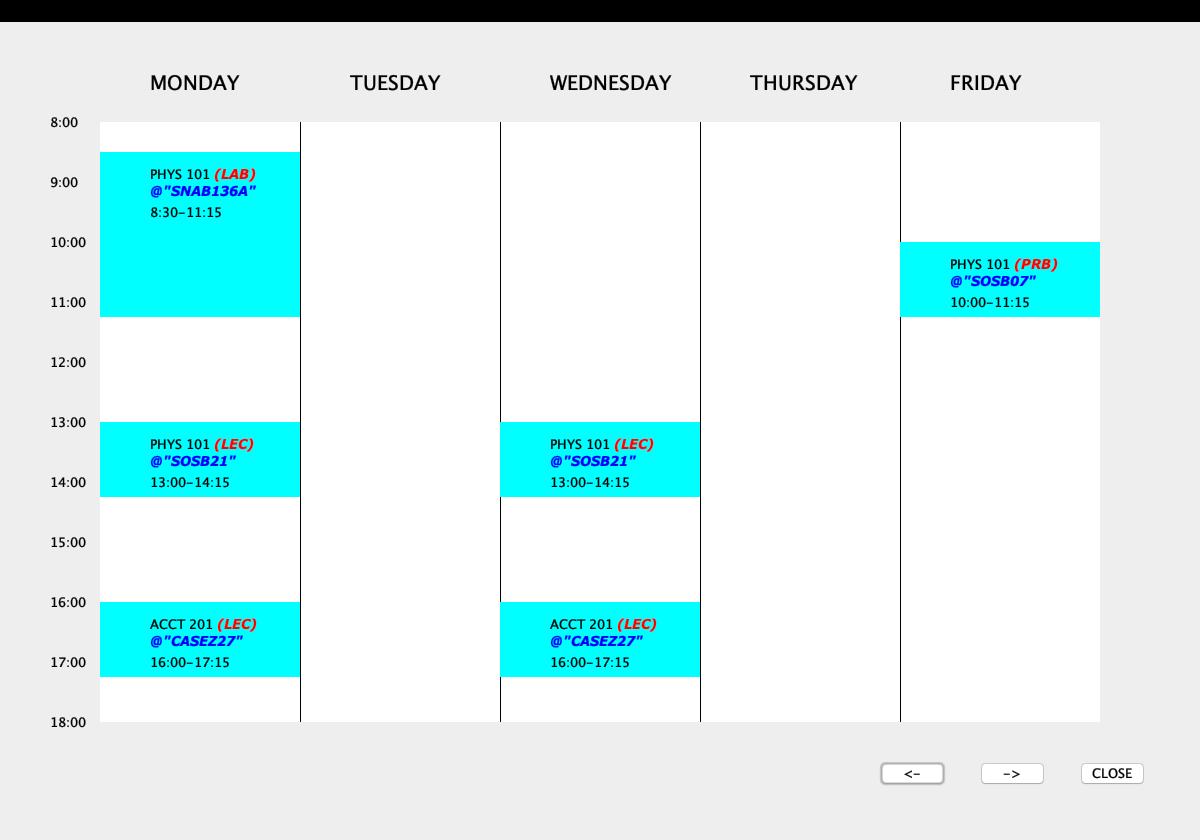 MONDAY TUESDAY WEDNESDAY THURSDAY FRIDAY
8:00
PHYS 101 (LAB)
@"SNAB136A"
8:30-11:15
9:00
10:00
PHYS 101 (PRB)
@"SOSB07"
10:00-11:15
11:00
12:00
13:00
PHYS 101 (LEC)
@"SOSB21"
13:00-14:15
PHYS 101 (LEC)
@"SOSB21"
13:00-14:15
14:00
15:00
16:00
ACCT 201 (LEC)
@"CASEZ27"
16:00-17:15
ACCT 201 (LEC)
@"CASEZ27"
16:00-17:15
17:00
18:00
<- -> CLOSE